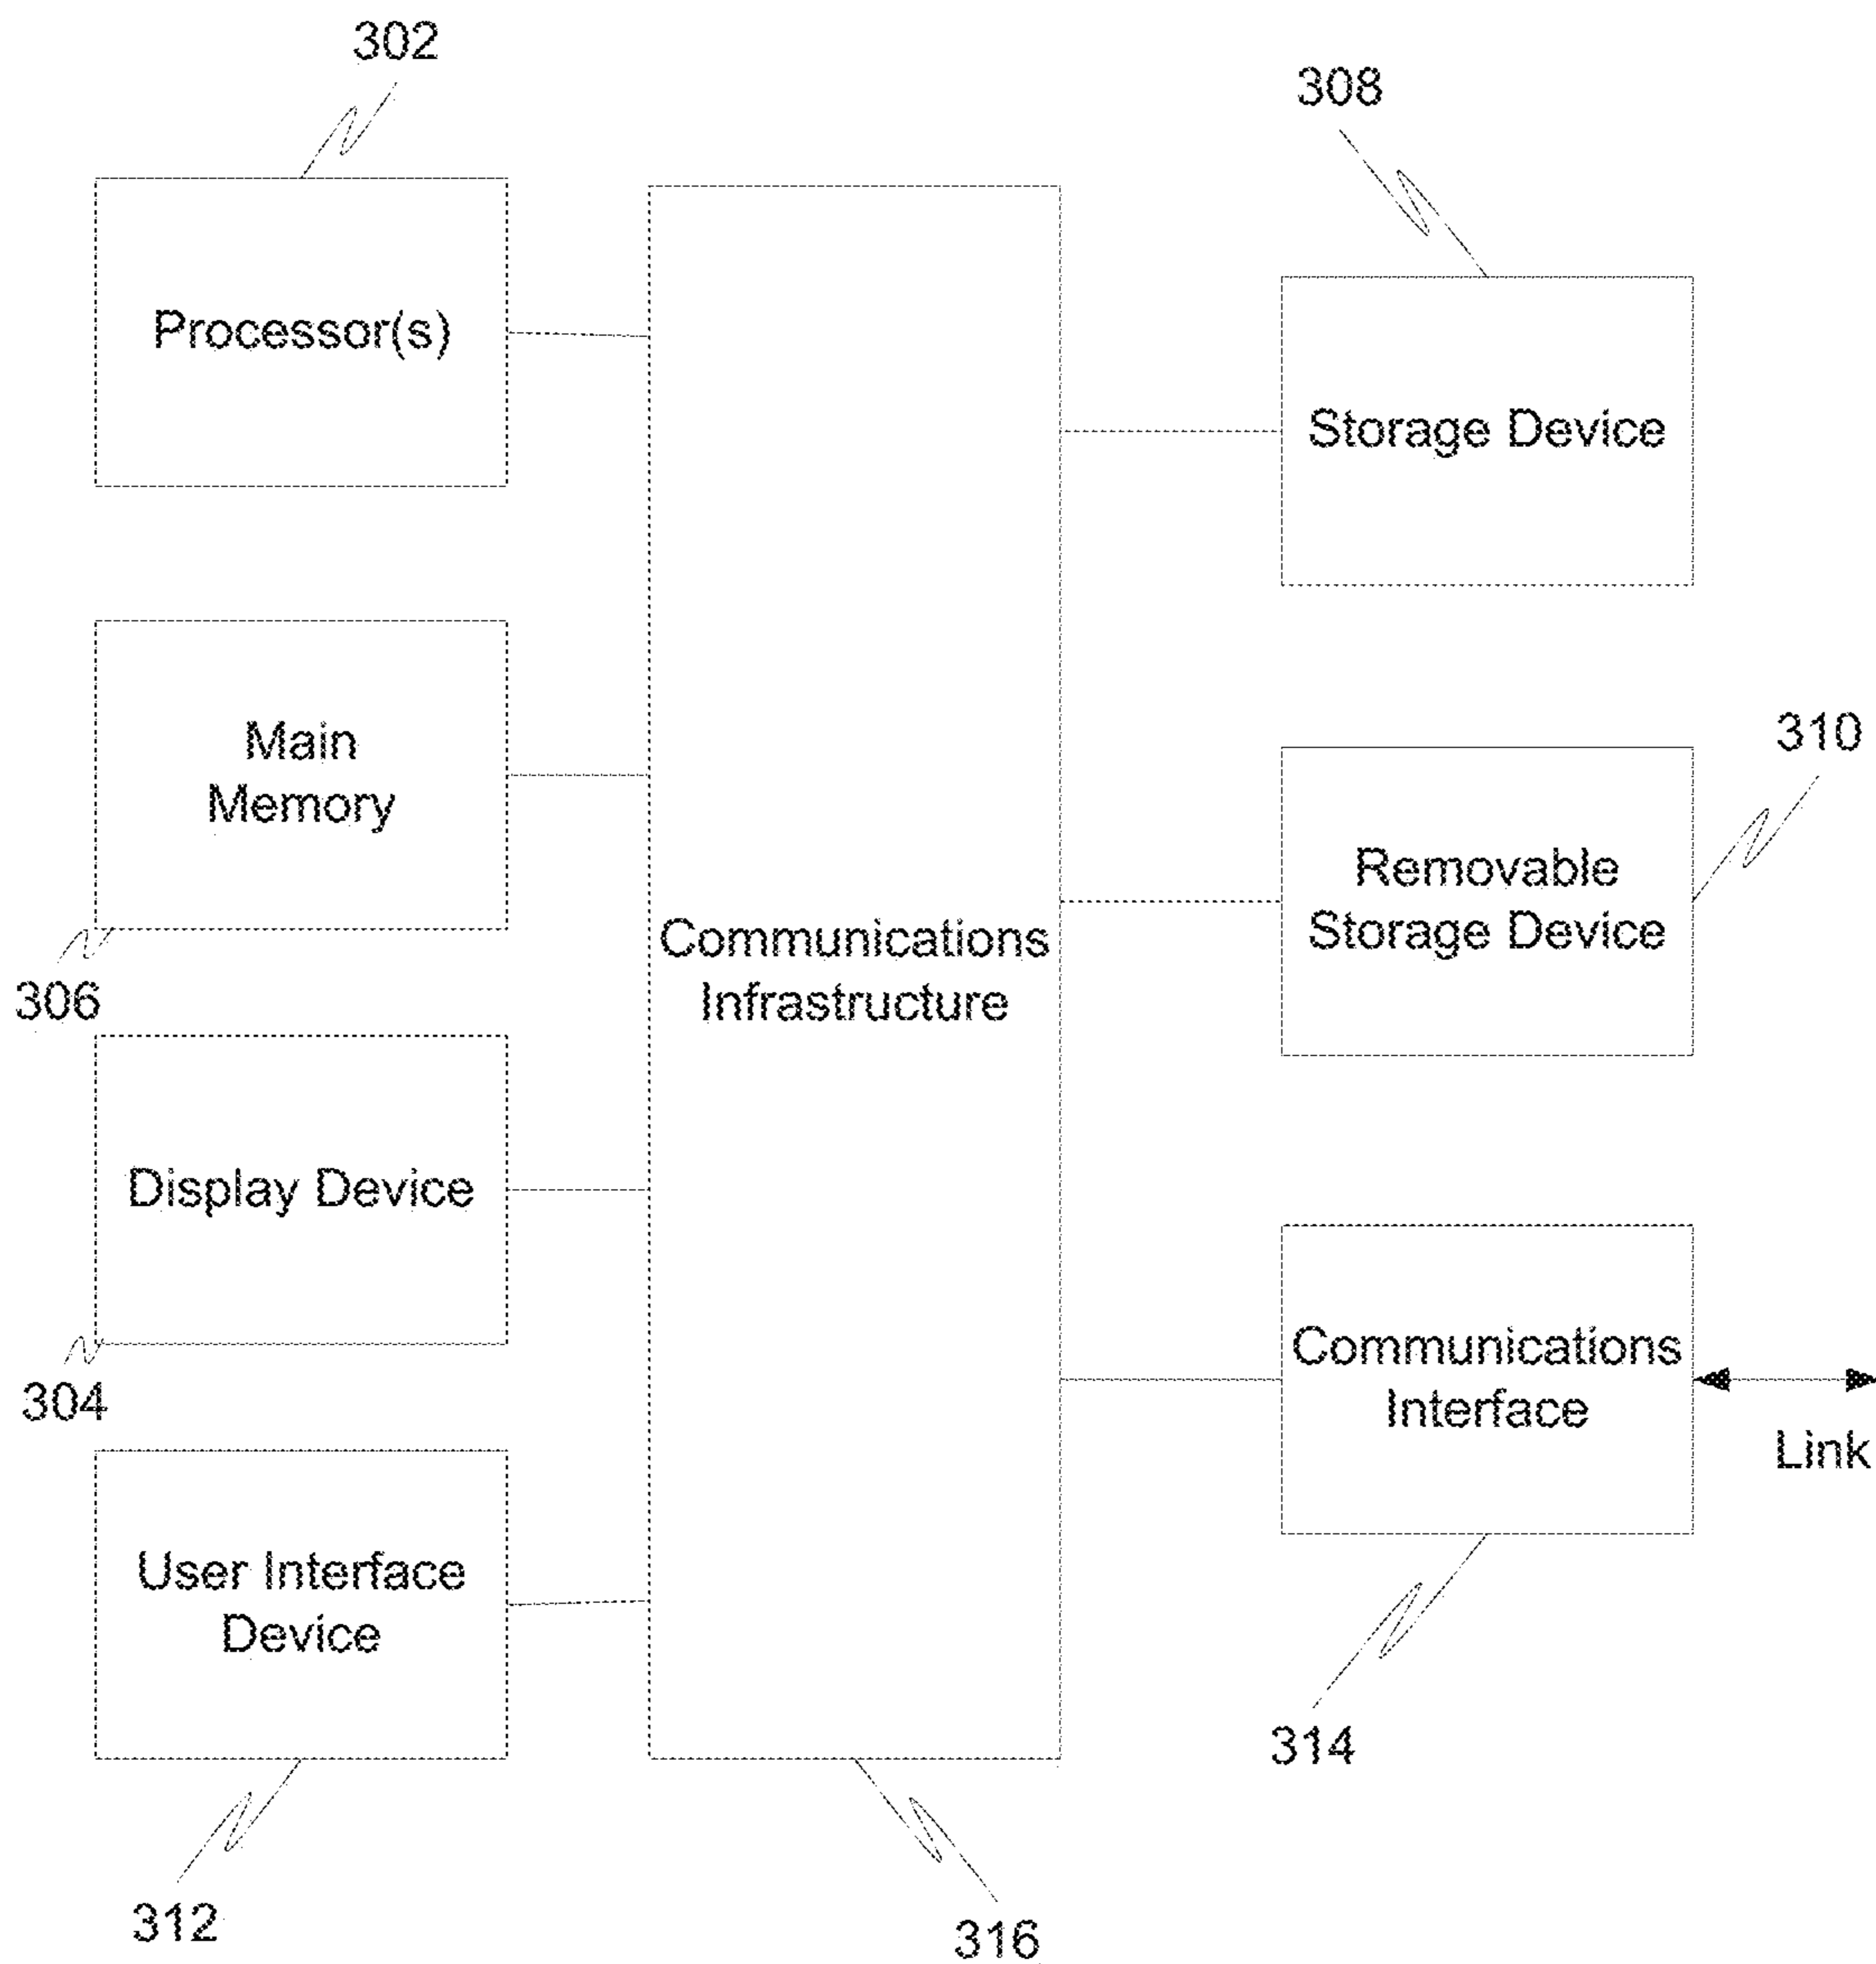 302
308
Processor(s)
Storage Device
Main
Memory
310
Removable
Storage Device
Communications
Infrastructure
306
Display Device
Communications
Interface
304
Link
User Interface
Device
314
312
316